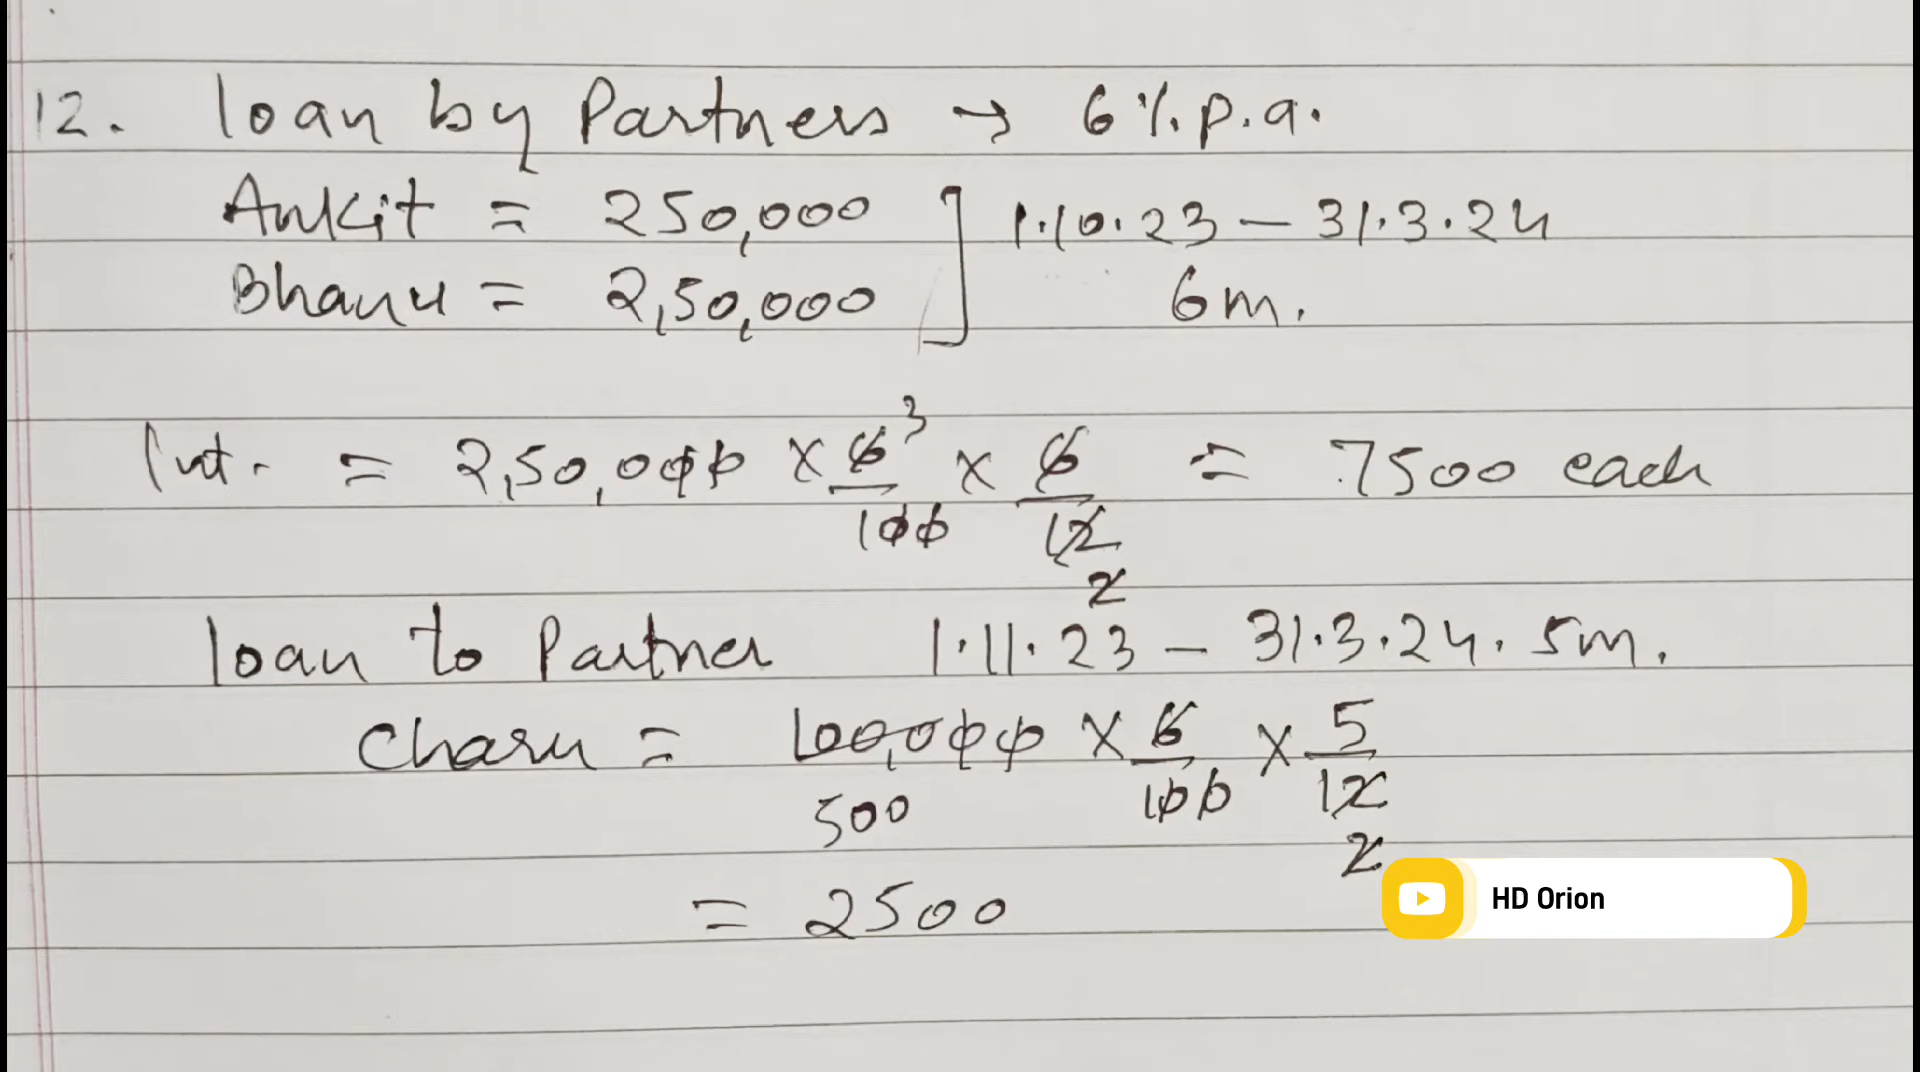 12. loan by Partners → 6%.p.a.
Ankit = 250,000 ] 1.10.23 – 31.3.24
Bhanu = 2,50,000 6m.
Int. = 2,50,000 × 6/100 × 6/12 = 7500 each
3
2
loan to Partner 1.11.23 – 31.3.24. 5m.
Charu = 100,000 × 6/100 × 5/12
500
2
= 2500
HD Orion